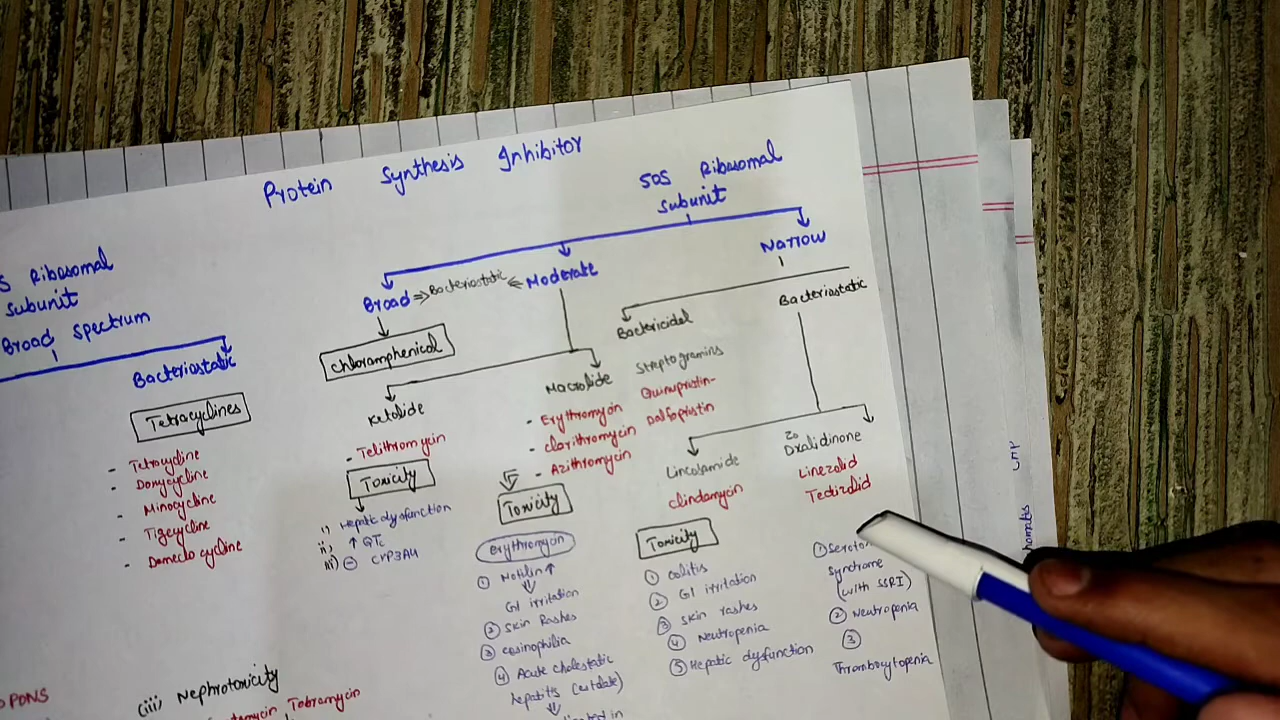 Protein Synthesis Inhibitor
50S Ribosomal
subunit
S Ribosomal
subunit
Broad spectrum
Bacteriostatic
Tetracyclines
- Tetracycline
- Doxycycline
- Minocycline
- Tigecycline
- Demeclocycline
Broad ⇒ Bacteriostatic ⇐ Moderate
Chloramphenicol
Ketolide
- Telithromycin
Toxicity
i) Hepatic dysfunction
ii) ↑ QTc
iii) ⊖ CYP3A4
Macrolide
- Erythromycin
- Clarithromycin
- Azithromycin
Toxicity
Erythromycin
① Motilin ↑
GI irritation
② Skin Rashes
③ eosinophilia
④ Acute cholestatic
hepatitis (estolate)
Narrow
Bactericidal
Streptogramins
Quinupristin-
Dalfopristin
Bacteriostatic
Lincosamide
Clindamycin
Toxicity
① colitis
② GI irritation
③ skin rashes
④ Neutropenia
⑤ Hepatic dysfunction
zo
Oxalidinone
Linezolid
Tedizolid
① Seroto
syndrome
(with SSRI)
② Neutropenia
③
Thrombocytopenia
PONS
(iii) Nephrotoxicity
Tobramycin